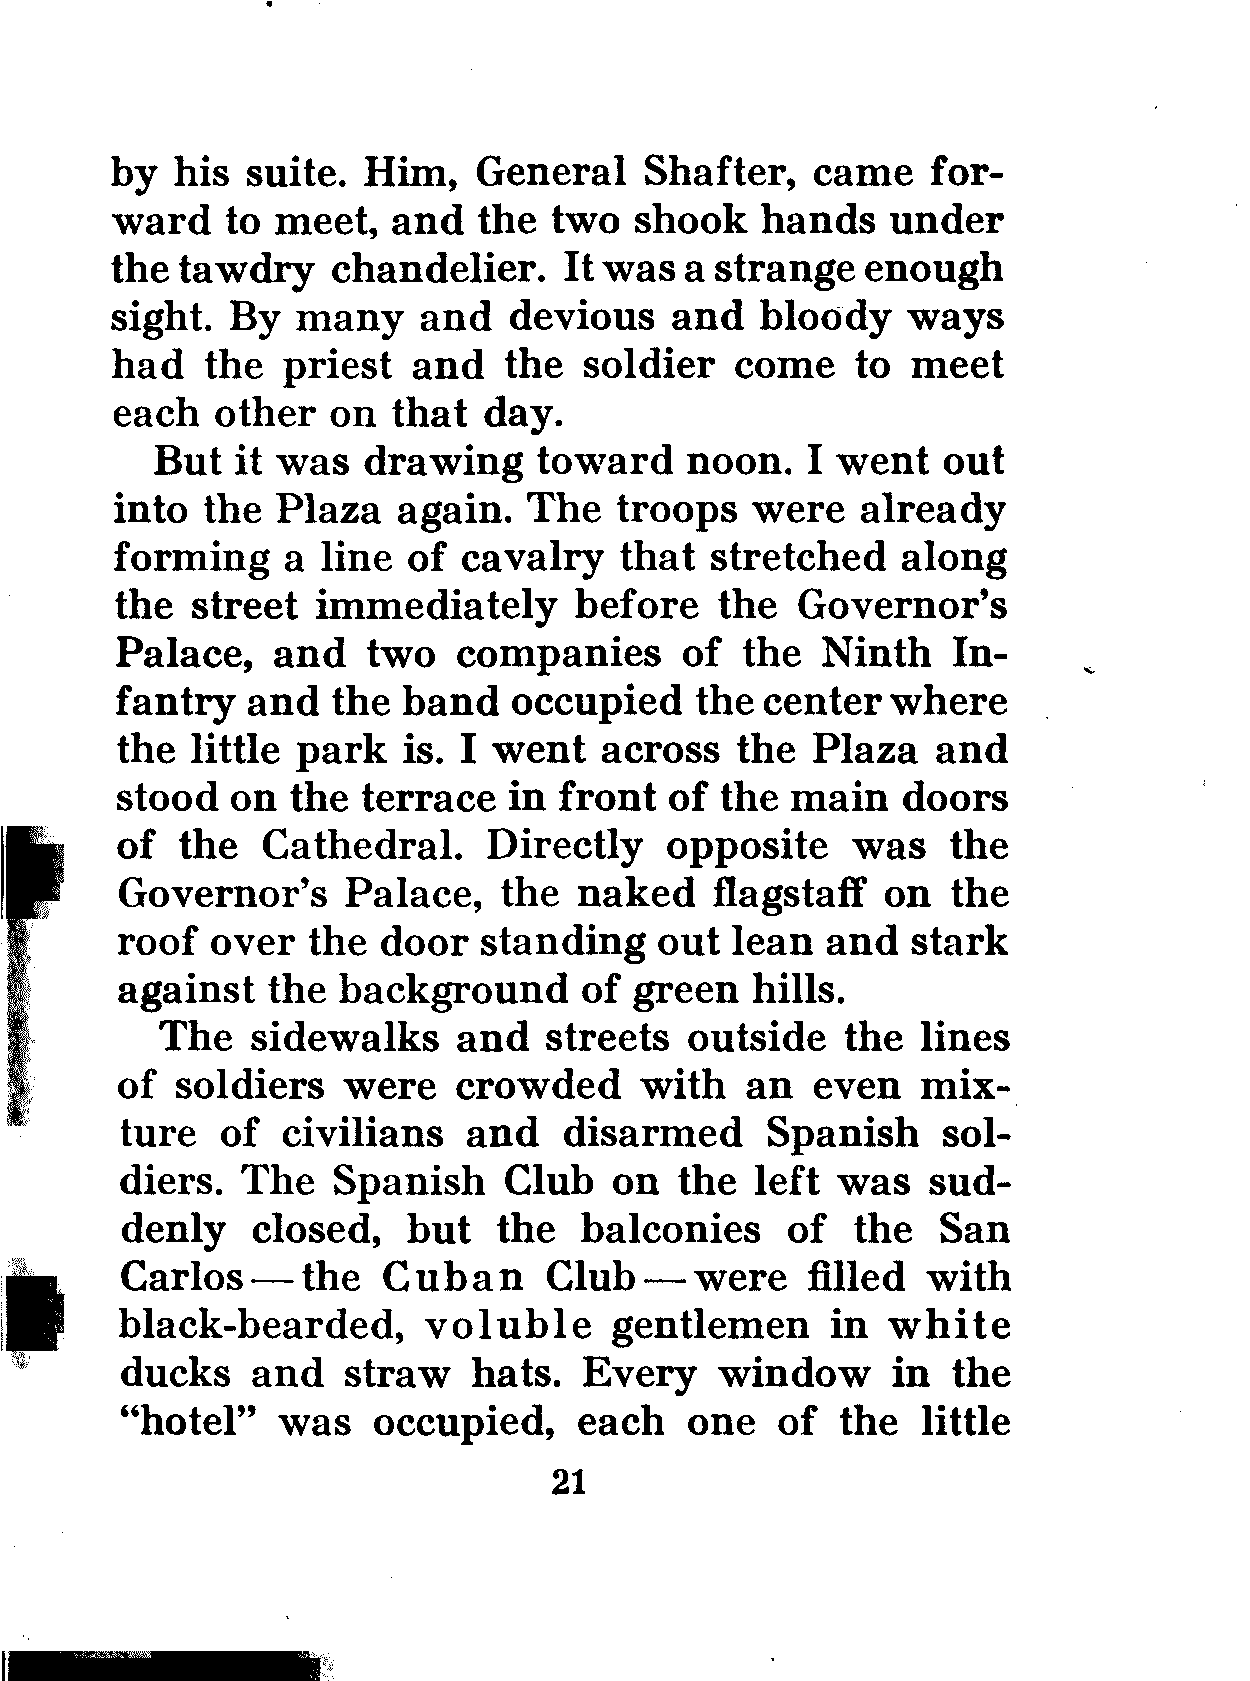 by his suite. Him, General Shafter, came for-
ward to meet, and the two shook hands under
the tawdry chandelier. It was a strange enough
sight. By many and devious and bloody ways
had the priest and the soldier come to meet
each other on that day.
But it was drawing toward noon. I went out
into the Plaza again. The troops were already
forming a line of cavalry that stretched along
the street immediately before the Governor's
Palace, and two companies of the Ninth In-
fantry and the band occupied the center where
the little park is. I went across the Plaza and
stood on the terrace in front of the main doors
of the Cathedral. Directly opposite was the
Governor's Palace, the naked flagstaff on the
roof over the door standing out lean and stark
against the background of green hills.
The sidewalks and streets outside the lines
of soldiers were crowded with an even mix-
ture of civilians and disarmed Spanish sol-
diers. The Spanish Club on the left was sud-
denly closed, but the balconies of the San
Carlos—the Cuban Club—were filled with
black-bearded, voluble gentlemen in white
ducks and straw hats. Every window in the
“hotel” was occupied, each one of the little
21